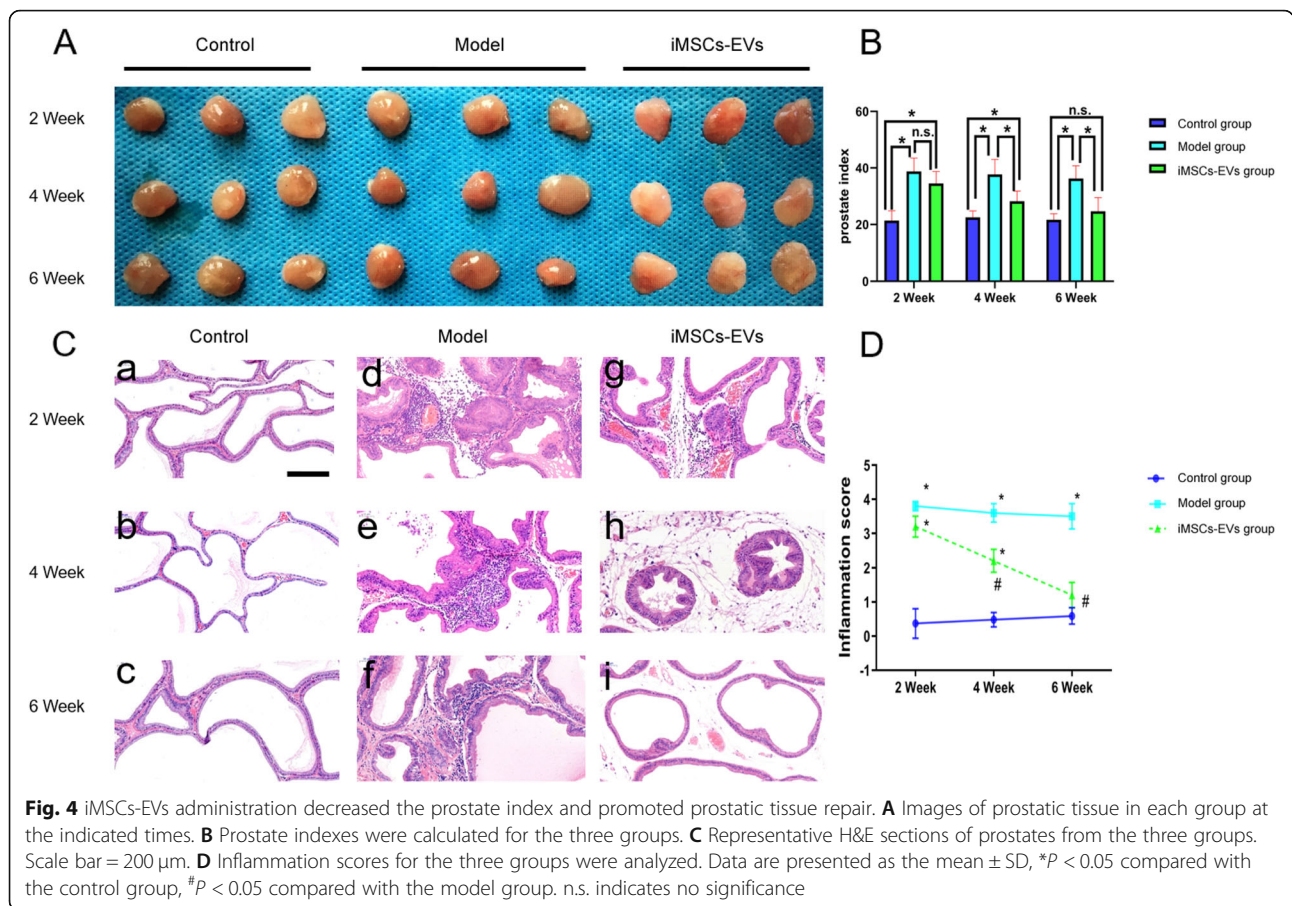 A
Control
Model
iMSCs-EVs
2 Week
4 Week
6 Week
B
prostate index
60
40
20
0
*
*
n.s.
*
*
*
n.s.
*
*
2 Week
4 Week
6 Week
Control group
Model group
iMSCs-EVs group
C
Control
Model
iMSCs-EVs
2 Week
a
d
g
4 Week
b
e
h
6 Week
c
f
i
D
Inflammation score
5
4
3
2
1
0
-1
*
*
*
*
*
#
#
2 Week
4 Week
6 Week
Control group
Model group
iMSCs-EVs group
Fig. 4 iMSCs-EVs administration decreased the prostate index and promoted prostatic tissue repair. A Images of prostatic tissue in each group at
the indicated times. B Prostate indexes were calculated for the three groups. C Representative H&E sections of prostates from the three groups.
Scale bar = 200 μm. D Inflammation scores for the three groups were analyzed. Data are presented as the mean ± SD, *P < 0.05 compared with
the control group, #P < 0.05 compared with the model group. n.s. indicates no significance